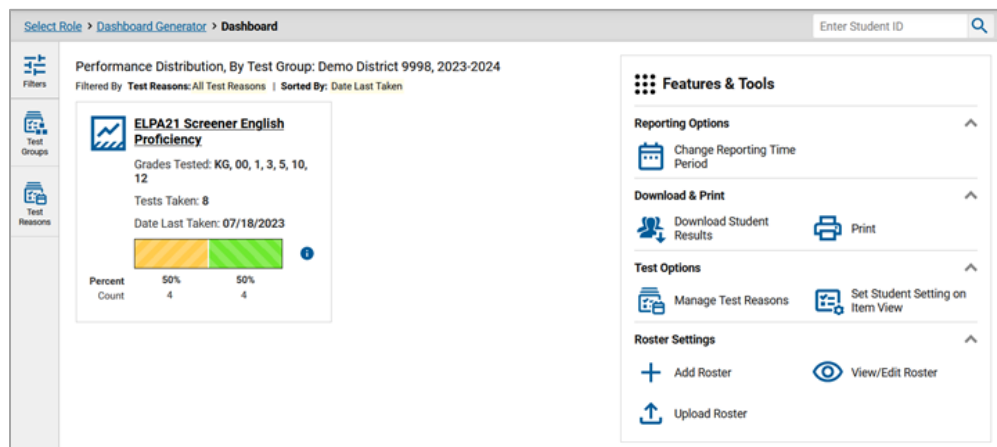 Select Role > Dashboard Generator > Dashboard
Enter Student ID
Filters
Test
Groups
Test
Reasons
Performance Distribution, By Test Group: Demo District 9998, 2023-2024
Filtered By Test Reasons: All Test Reasons | Sorted By: Date Last Taken
ELPA21 Screener English
Proficiency
Grades Tested: KG, 00, 1, 3, 5, 10,
12
Tests Taken: 8
Date Last Taken: 07/18/2023
Percent 50% 50%
Count 4 4
Features & Tools
Reporting Options
Change Reporting Time
Period
Download & Print
Download Student
Results
Print
Test Options
Manage Test Reasons
Set Student Setting on
Item View
Roster Settings
Add Roster
View/Edit Roster
Upload Roster